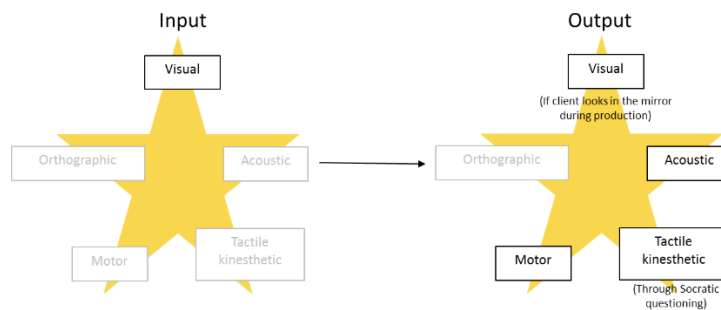 Input
Output
Visual
Visual
(If client looks in the mirror
during production)
Orthographic
Acoustic
Orthographic
Acoustic
Motor
Tactile
kinesthetic
Motor
Tactile
kinesthetic
(Through Socratic
questioning)